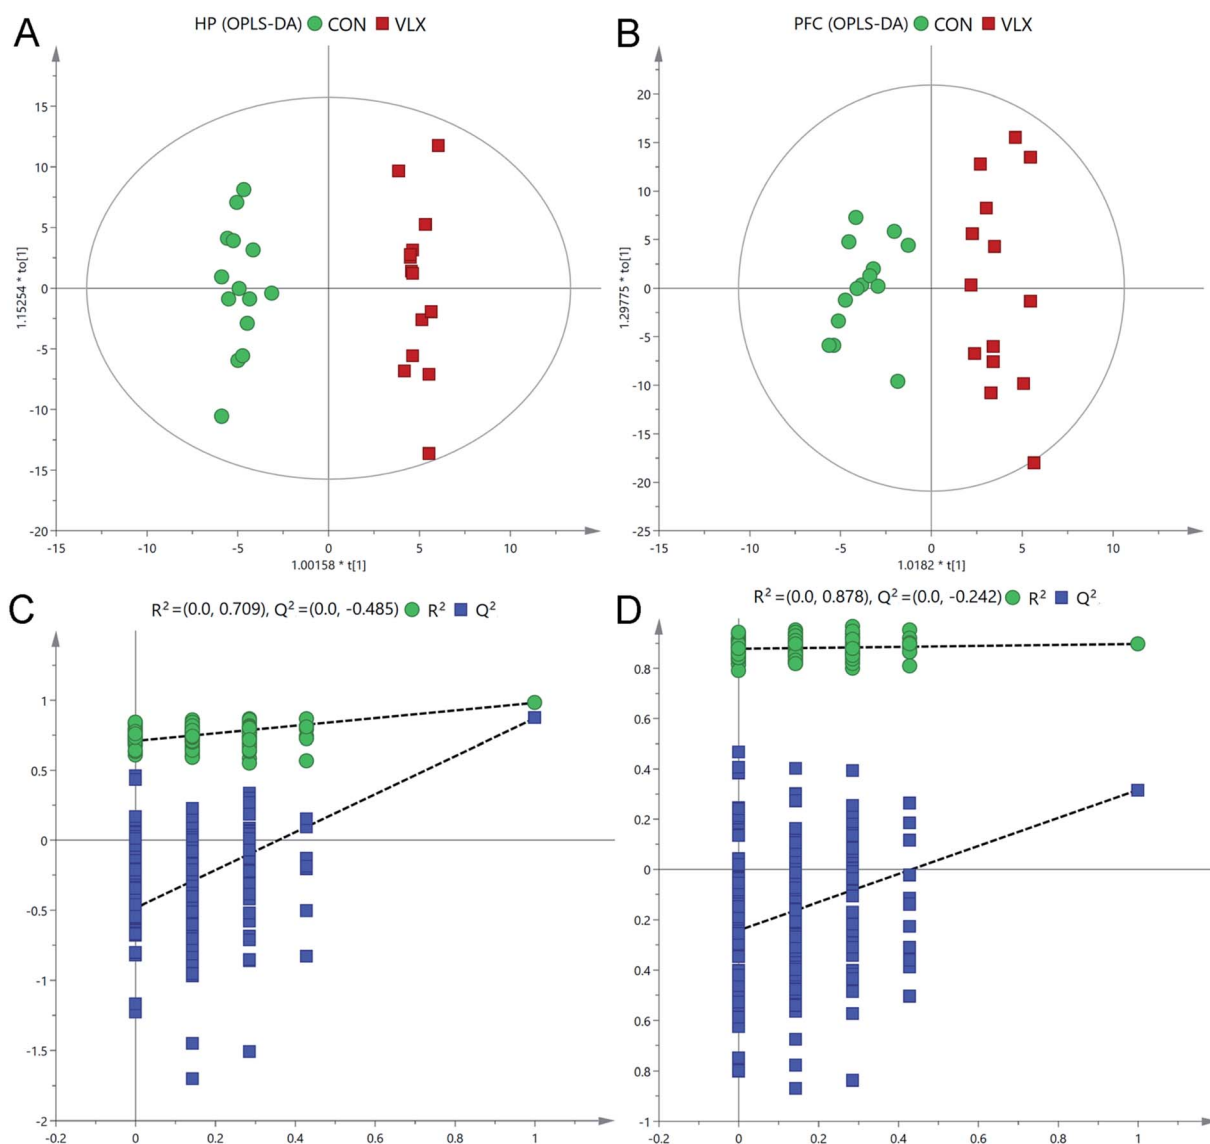 A
HP (OPLS-DA) CON VLX
15
10
5
0
-5
-10
-15
-20
1.15254 * to[1]
-15 -10 -5 0 5 10
1.00158 * t[1]
B
PFC (OPLS-DA) CON VLX
20
15
10
5
0
-5
-10
-15
-20
-25
1.29775 * to[1]
-15 -10 -5 0 5 10
1.0182 * t[1]
C
R² =(0.0, 0.709), Q² =(0.0, -0.485) R² Q²
1
0.5
0
-0.5
-1
-1.5
-2
-0.2 0 0.2 0.4 0.6 0.8 1
D
R² =(0.0, 0.878), Q² =(0.0, -0.242) R² Q²
0.8
0.6
0.4
0.2
0
0.2
0.4
0.6
0.8
-1
-0.2 0 0.2 0.4 0.6 0.8 1